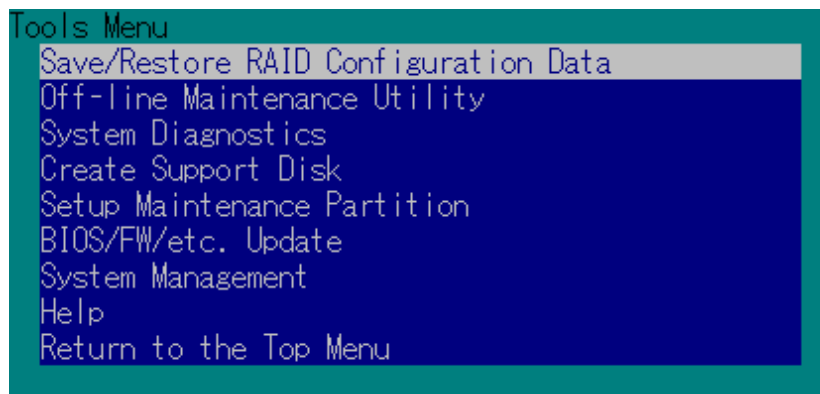 Tools Menu
Save/Restore RAID Configuration Data
Off-line Maintenance Utility
System Diagnostics
Create Support Disk
Setup Maintenance Partition
BIOS/FW/etc. Update
System Management
Help
Return to the Top Menu